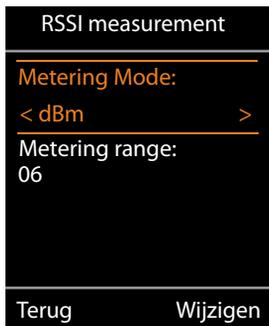 RSSI measurement
Metering Mode:
< dBm >
Metering range:
06
Terug Wijzigen